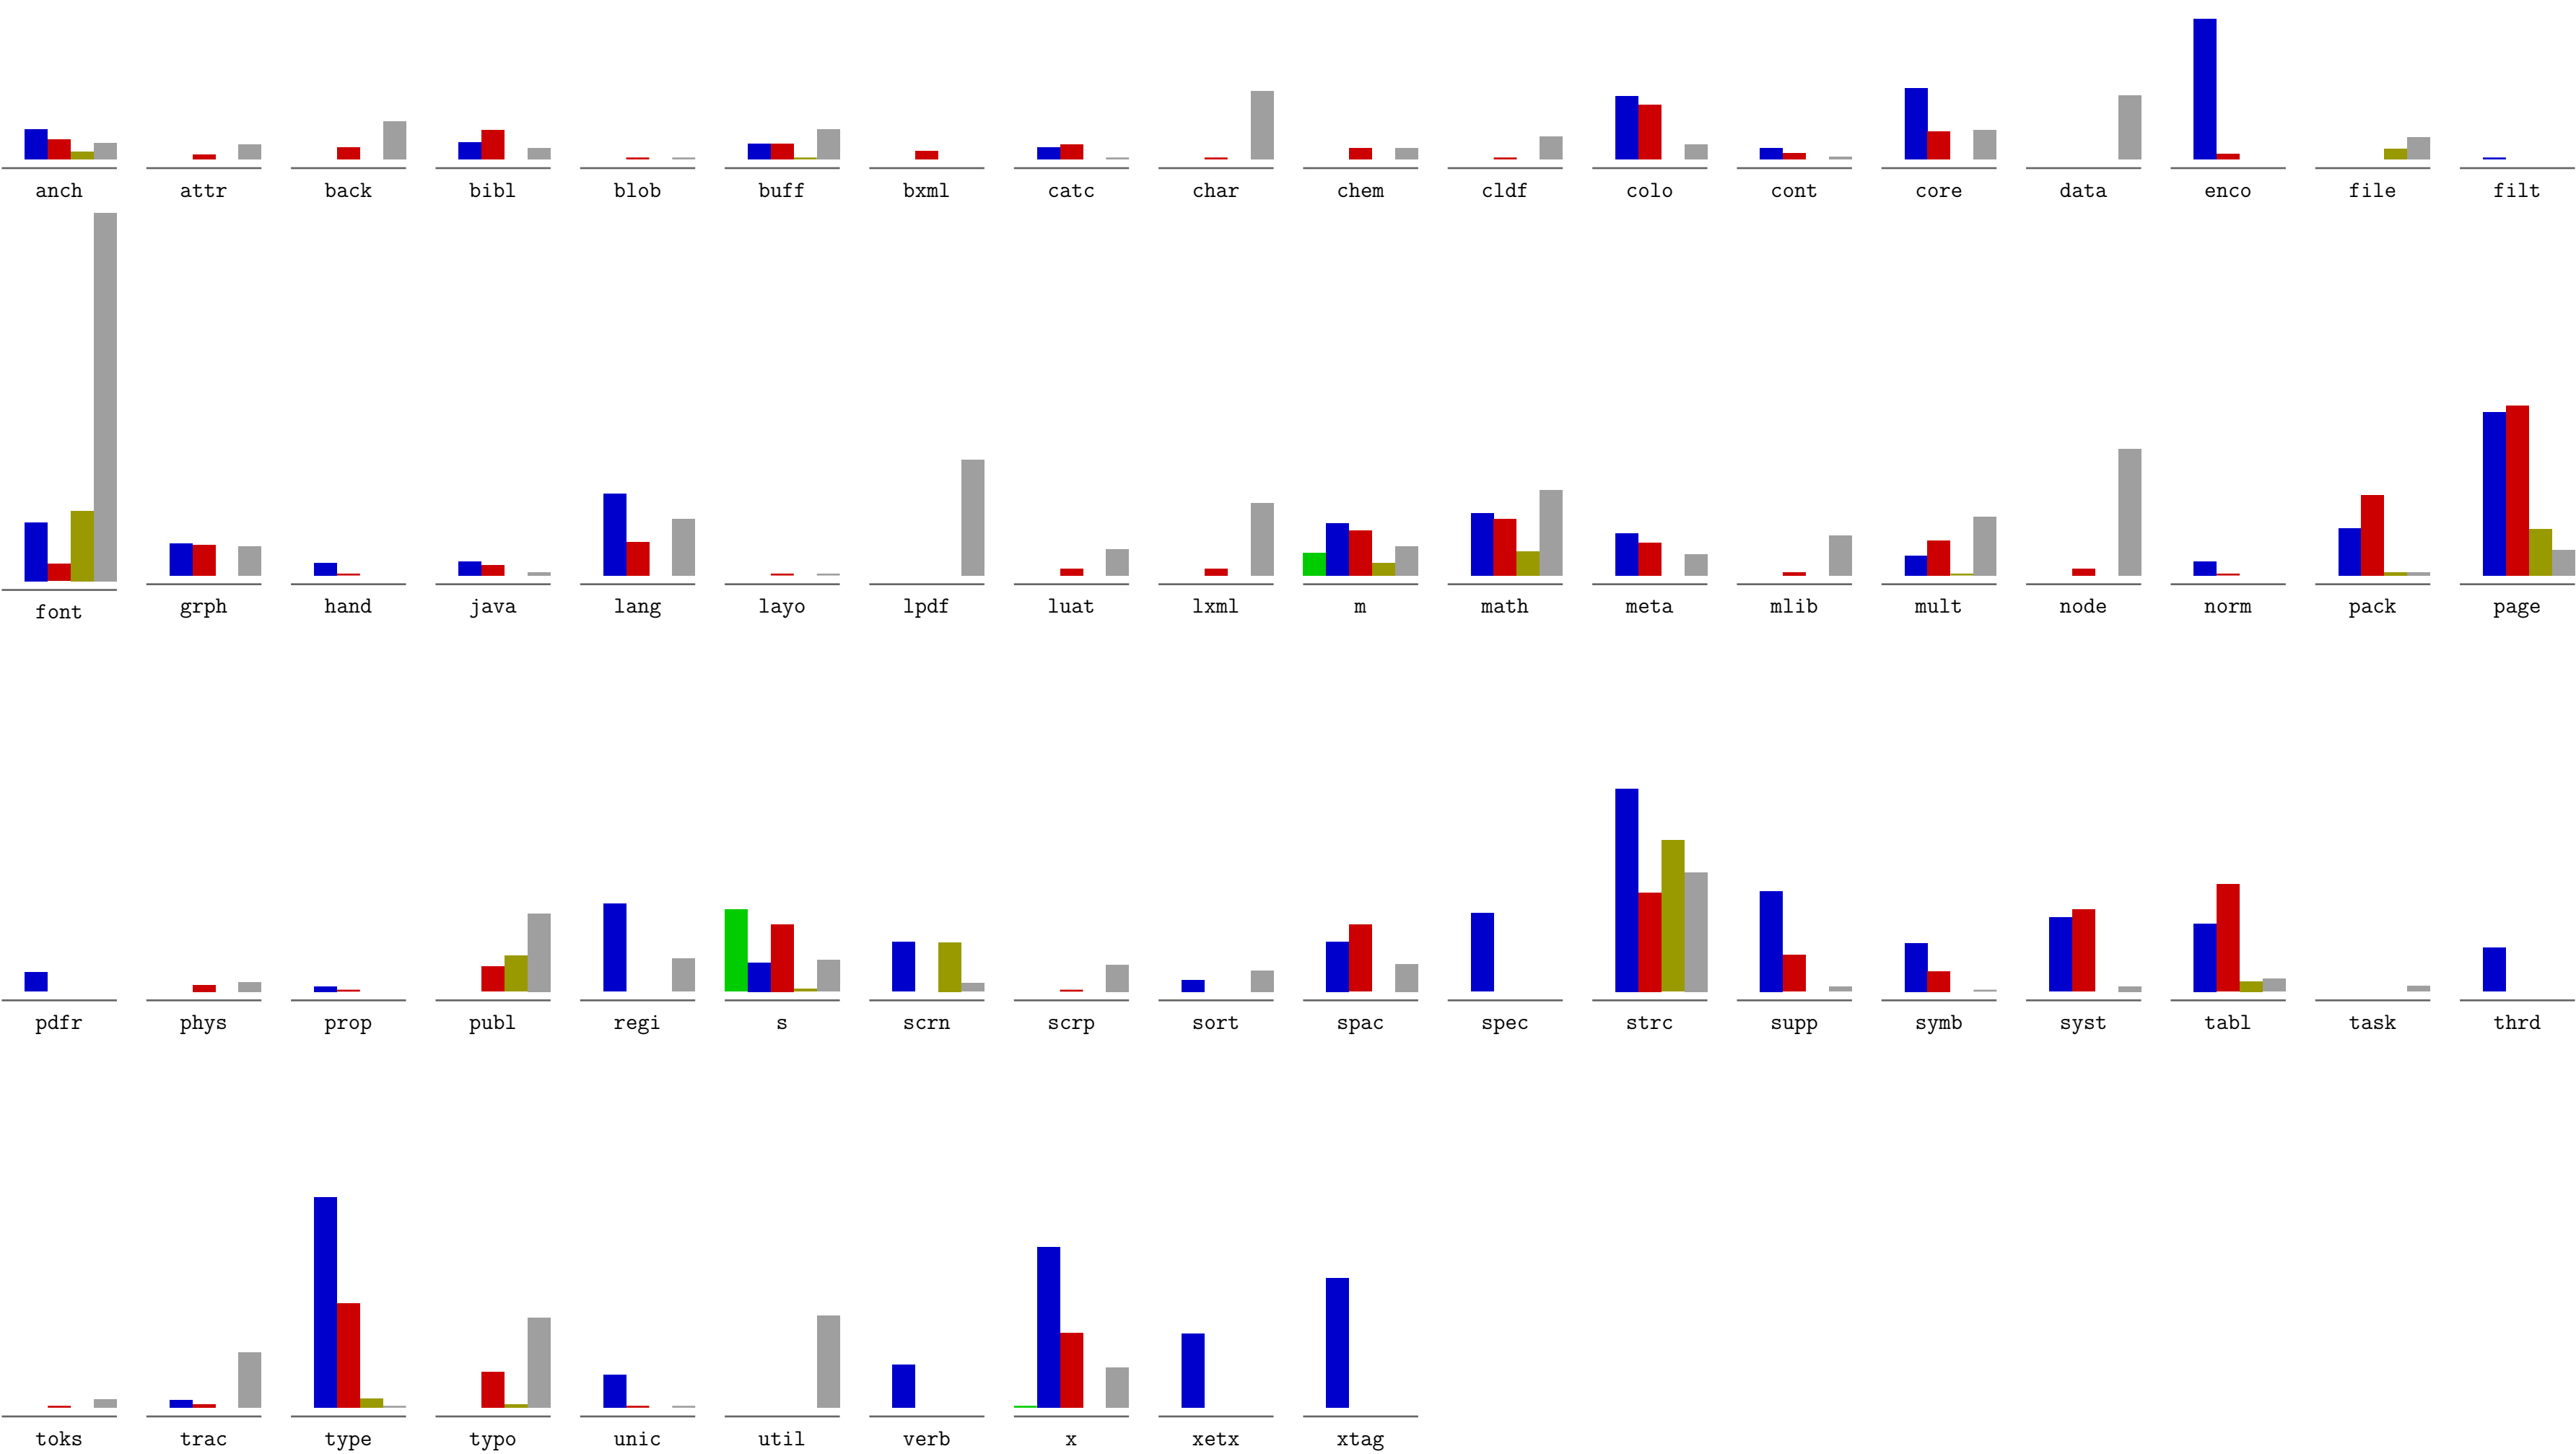 anch attr back bibl blob buff bxml catc char chem cldf colo cont core data enco file filt
font grph hand java lang layo lpdf luat lxml m math meta mlib mult node norm pack page
pdfr phys prop publ regi s scrn scrp sort spac spec strc supp symb syst tabl task thrd
toks trac type typo unic util verb x xetx xtag